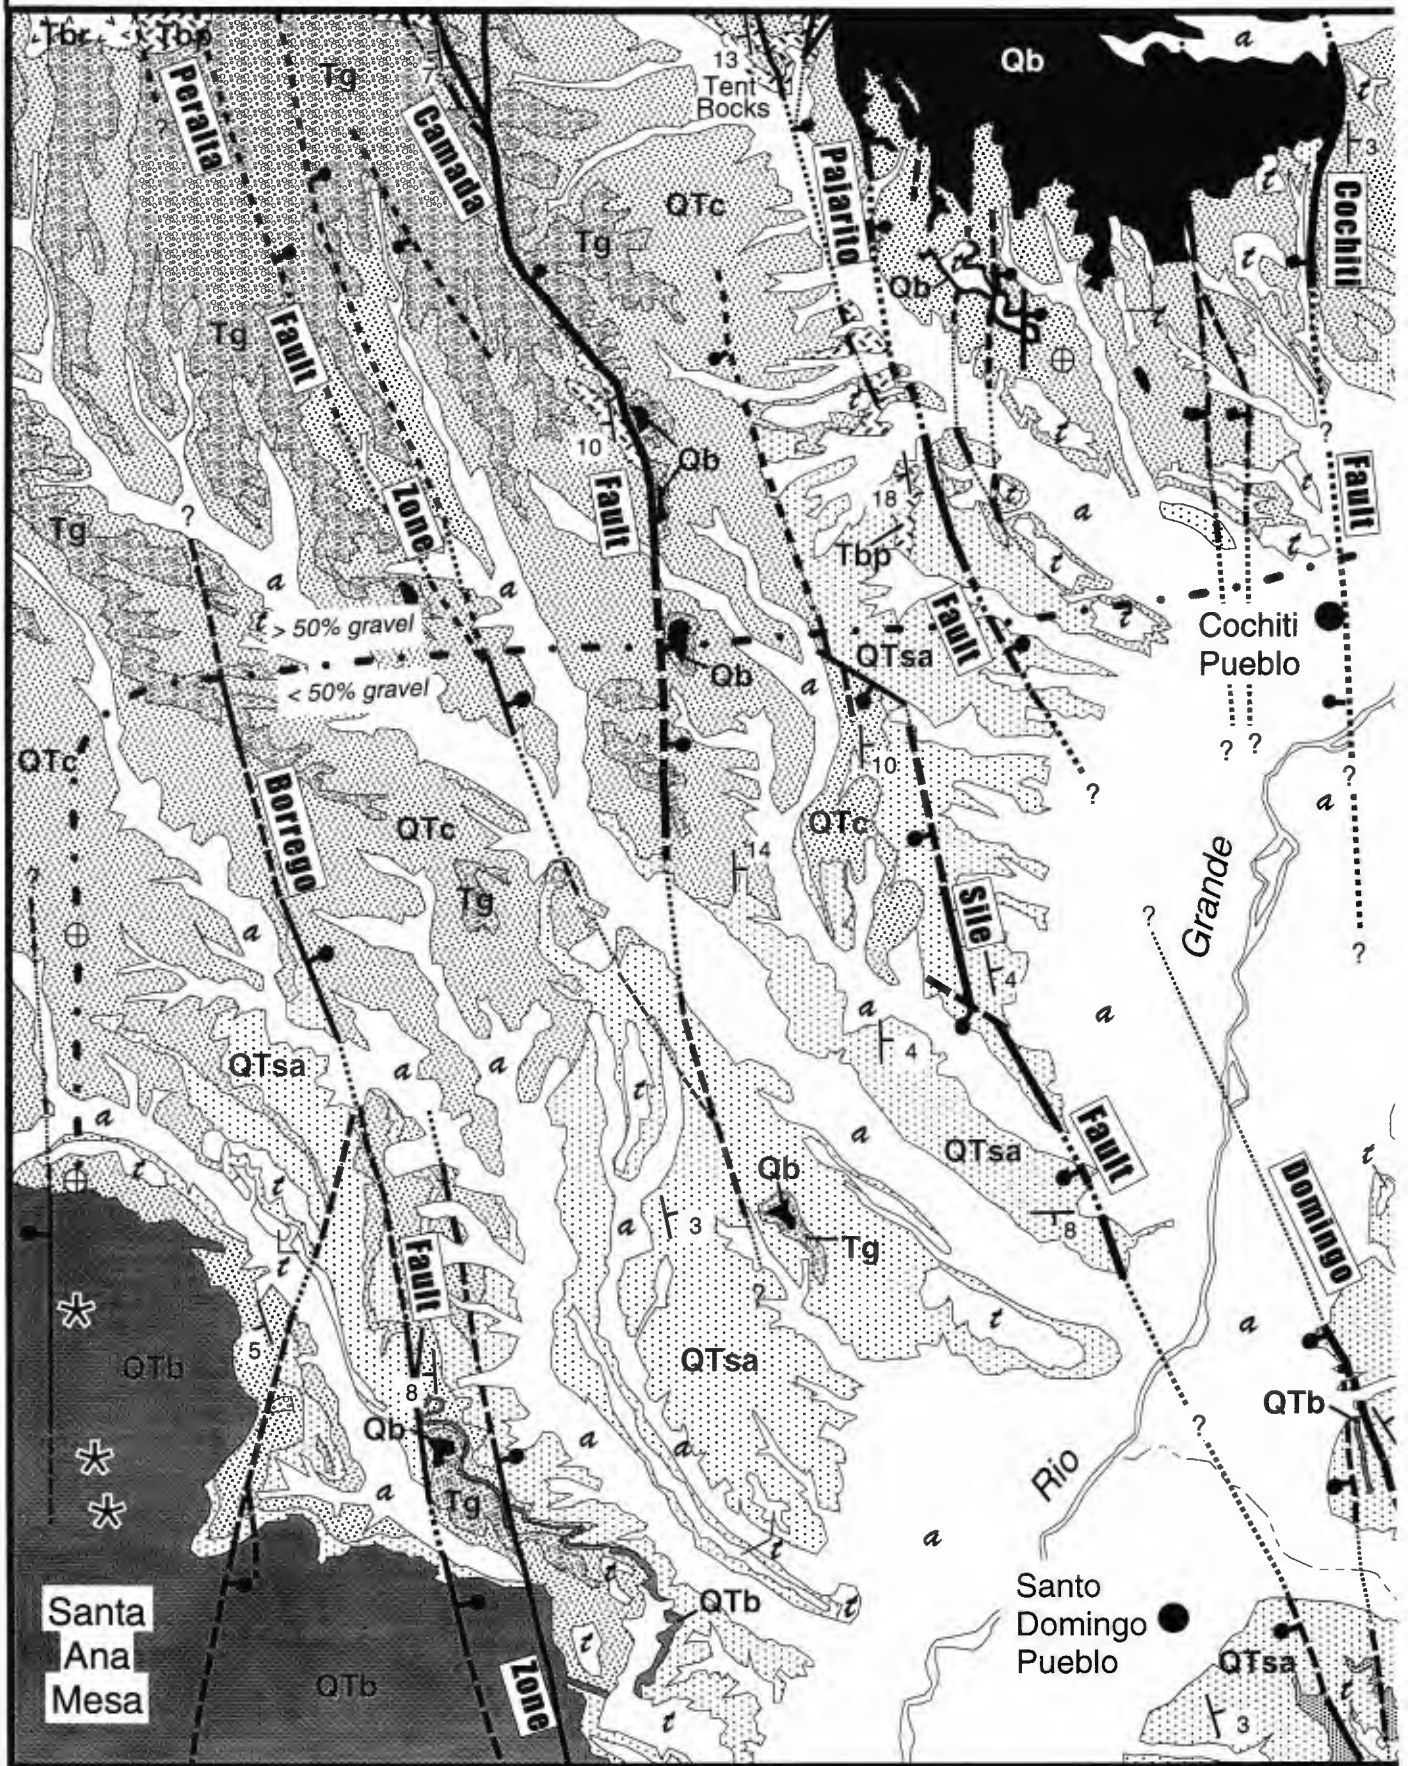 Tbr
Tbp
Tg
a
Qb
13
Tent
Rocks
t
7
3
Peralta
Camada
Pajarito
Cochiti
QTc
Tg
?
t
t
Qb
Tg
Fault
t
t
10
Qb
t
?
Zone
Fault
18
t
t
Fault
a
Tg
?
Tbp
t
t
a
a
t
> 50% gravel
Fault
t
Cochiti
Pueblo
QTsa
< 50% gravel
Qb
a
QTc
10
? ?
?
?
a
Borrego
QTc
QTc
Grande
14
?
Tg
Sile
?
a
?
4
a
a
4
QTsa
a
a
t
a
a
Fault
t
QTsa
t
Qb
t
Domingo
3
8
a
Tg
Fault
t
?
t
a
5
QTb
QTsa
8
QTb
Qb
?
a
a
Rio
a
Tg
t
a
t
Santa
Ana
Mesa
QTb
t
Santo
Domingo
Pueblo
t
QTsa
QTb
Zone
t
t
3